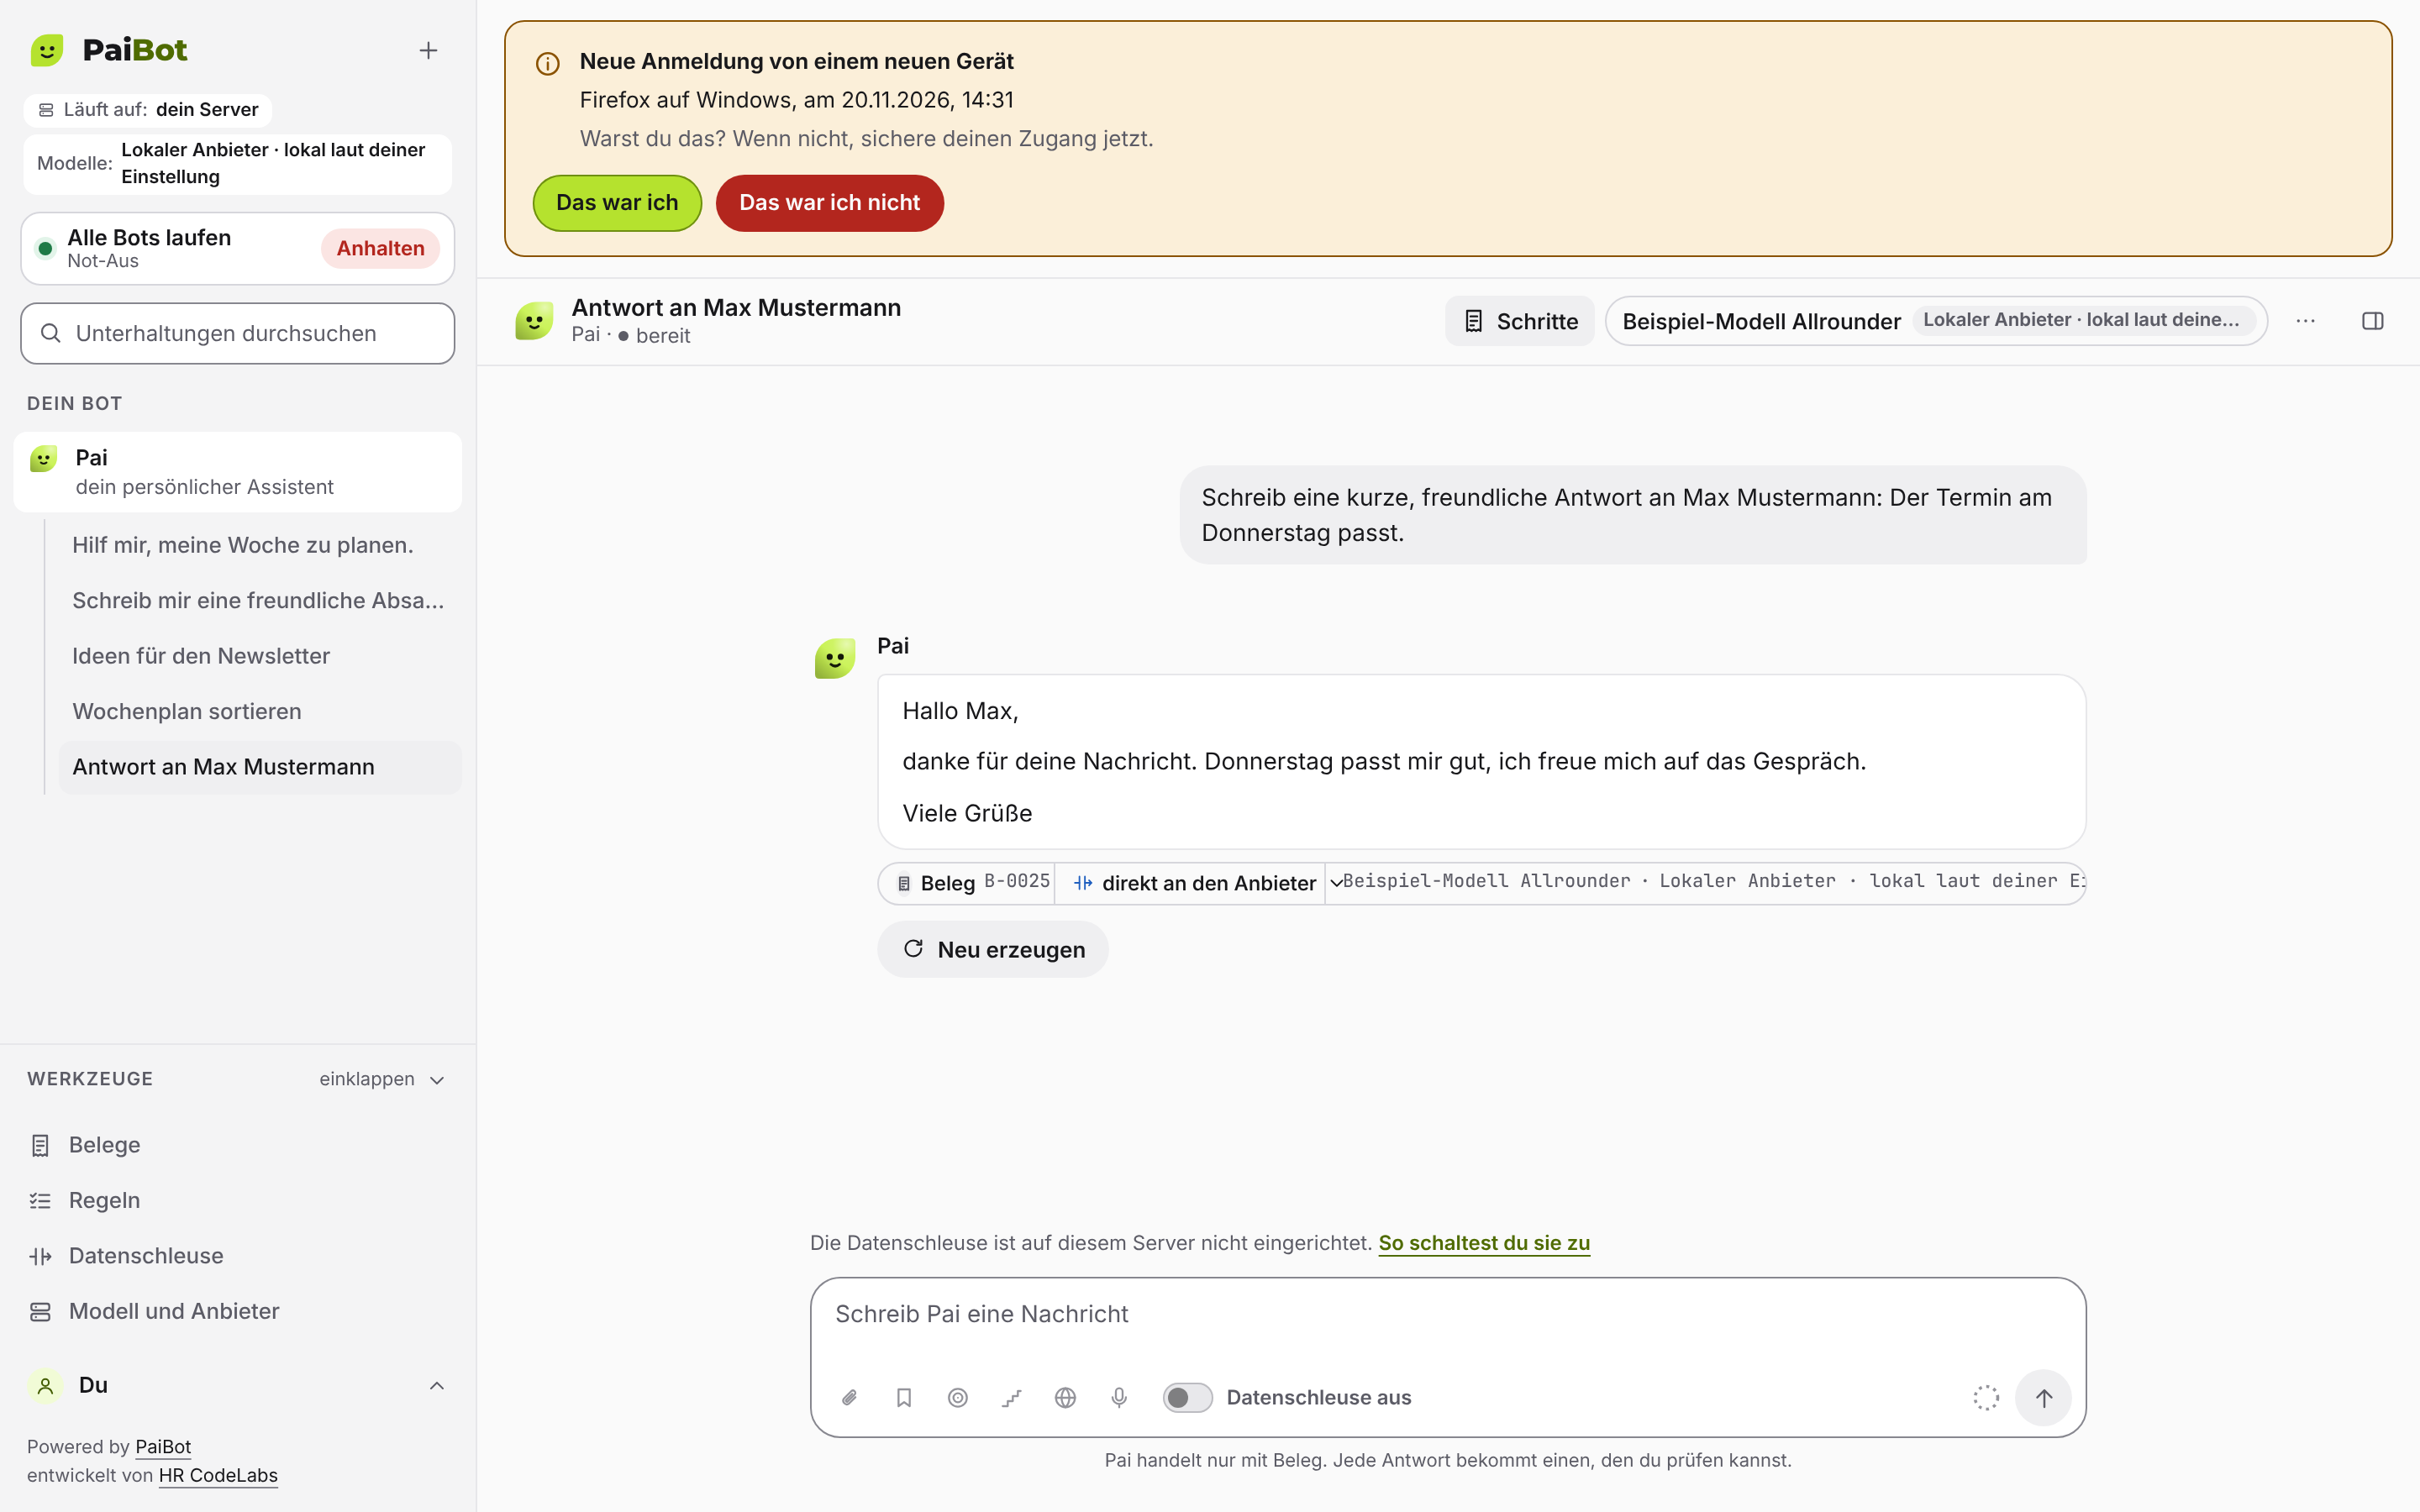 PaiBot
Läuft auf: dein Server
Modelle: Lokaler Anbieter · lokal laut deiner
Einstellung
Alle Bots laufen
Not-Aus
Anhalten
Unterhaltungen durchsuchen
DEIN BOT
Pai
dein persönlicher Assistent
Hilf mir, meine Woche zu planen.
Schreib mir eine freundliche Absa...
Ideen für den Newsletter
Wochenplan sortieren
Antwort an Max Mustermann
WERKZEUGE
einklappen
Belege
Regeln
Datenschleuse
Modell und Anbieter
Du
Powered by PaiBot
entwickelt von HR CodeLabs
Neue Anmeldung von einem neuen Gerät
Firefox auf Windows, am 20.11.2026, 14:31
Warst du das? Wenn nicht, sichere deinen Zugang jetzt.
Das war ich
Das war ich nicht
Antwort an Max Mustermann
Pai · bereit
Schritte
Beispiel-Modell Allrounder
Lokaler Anbieter · lokal laut deine...
Schreib eine kurze, freundliche Antwort an Max Mustermann: Der Termin am
Donnerstag passt.
Pai
Hallo Max,
danke für deine Nachricht. Donnerstag passt mir gut, ich freue mich auf das Gespräch.
Viele Grüße
Beleg B-0025
direkt an den Anbieter
Beispiel-Modell Allrounder · Lokaler Anbieter · lokal laut deiner Ei
Neu erzeugen
Die Datenschleuse ist auf diesem Server nicht eingerichtet. So schaltest du sie zu
Schreib Pai eine Nachricht
Datenschleuse aus
Pai handelt nur mit Beleg. Jede Antwort bekommt einen, den du prüfen kannst.